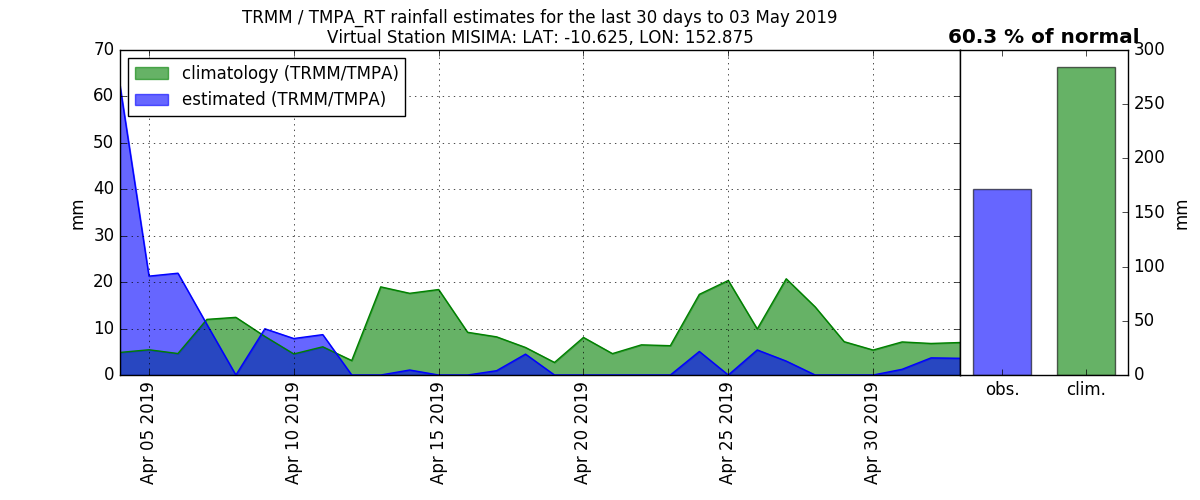 TRMM / TMPA_RT rainfall estimates for the last 30 days to 03 May 2019
Virtual Station MISIMA: LAT: -10.625, LON: 152.875
60.3 % of normal
climatology (TRMM/TMPA)
estimated (TRMM/TMPA)
mm
70
60
50
40
30
20
10
0
Apr 05 2019
Apr 10 2019
Apr 15 2019
Apr 20 2019
Apr 25 2019
Apr 30 2019
obs.
clim.
300
250
200
150
100
50
0
mm